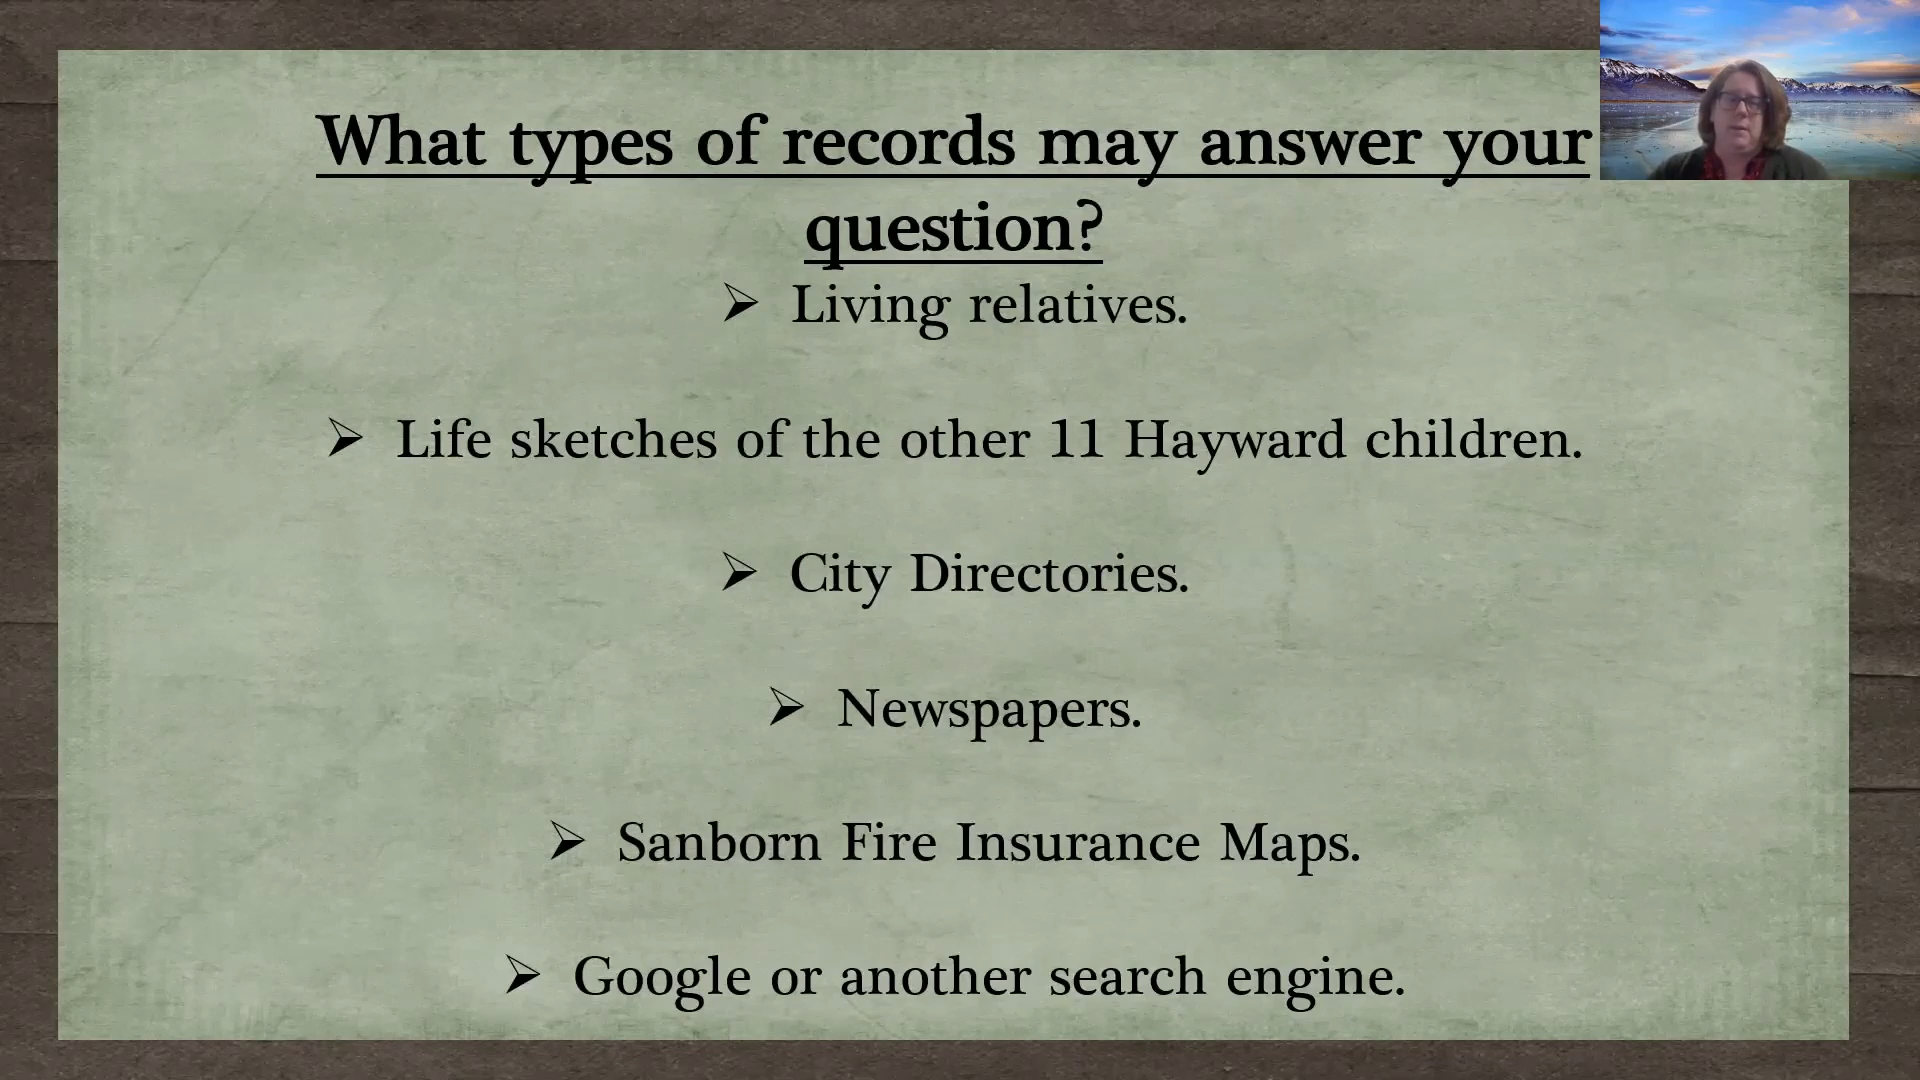 What types of records may answer your
question?
➢ Living relatives.
➢ Life sketches of the other 11 Hayward children.
➢ City Directories.
➢ Newspapers.
➢ Sanborn Fire Insurance Maps.
➢ Google or another search engine.